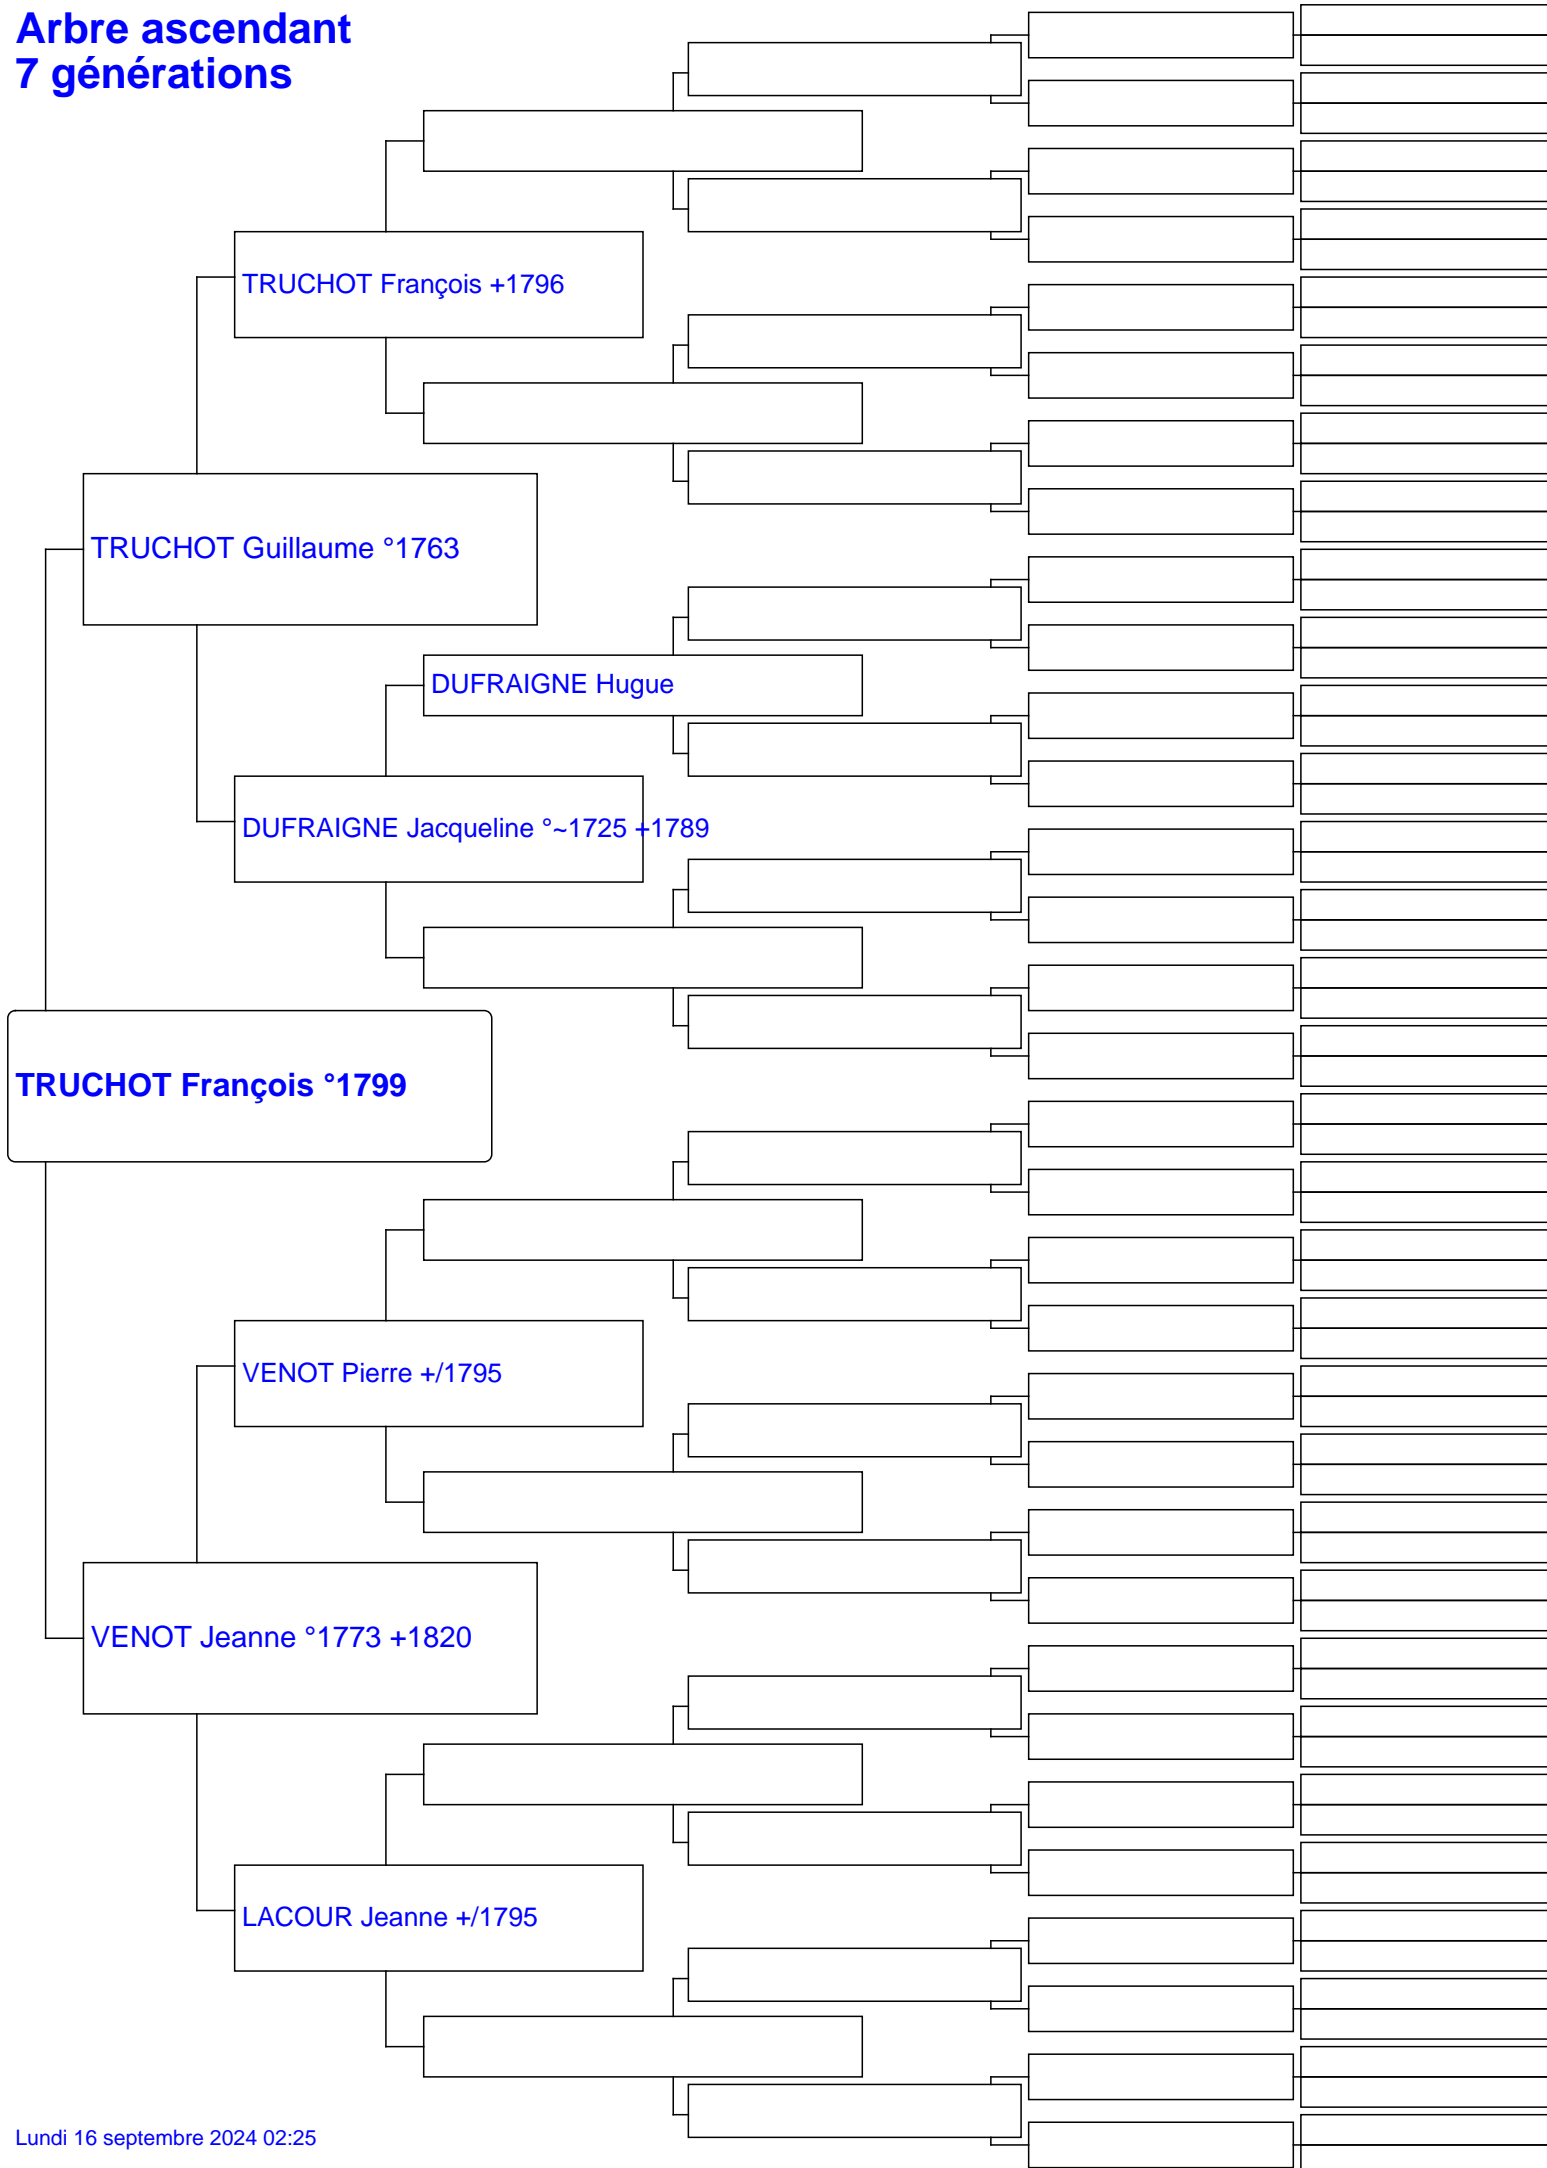 Arbre ascendant
7 générations
TRUCHOT François +1796
TRUCHOT Guillaume °1763
DUFRAIGNE Hugue
DUFRAIGNE Jacqueline °~1725 +1789
TRUCHOT François °1799
VENOT Pierre +/1795
VENOT Jeanne °1773 +1820
LACOUR Jeanne +/1795
Lundi 16 septembre 2024 02:25